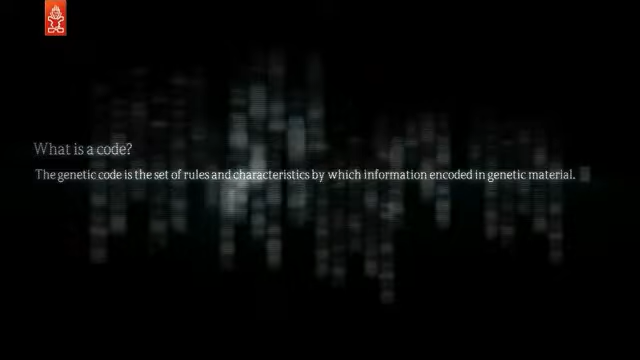 What is a code?
The genetic code is the set of rules and characteristics by which information encoded in genetic material.